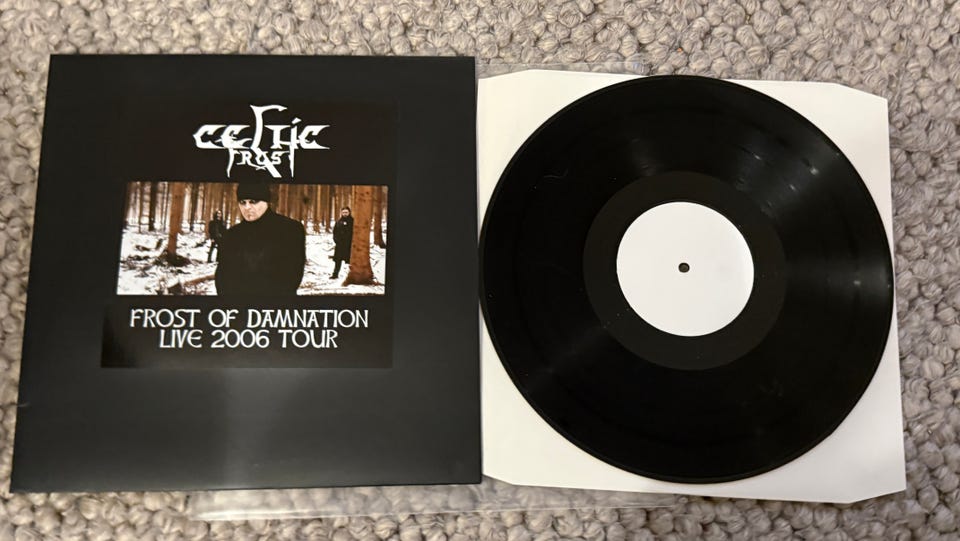 CELTIC
FROST
FROST OF DAMNATION
LIVE 2006 TOUR